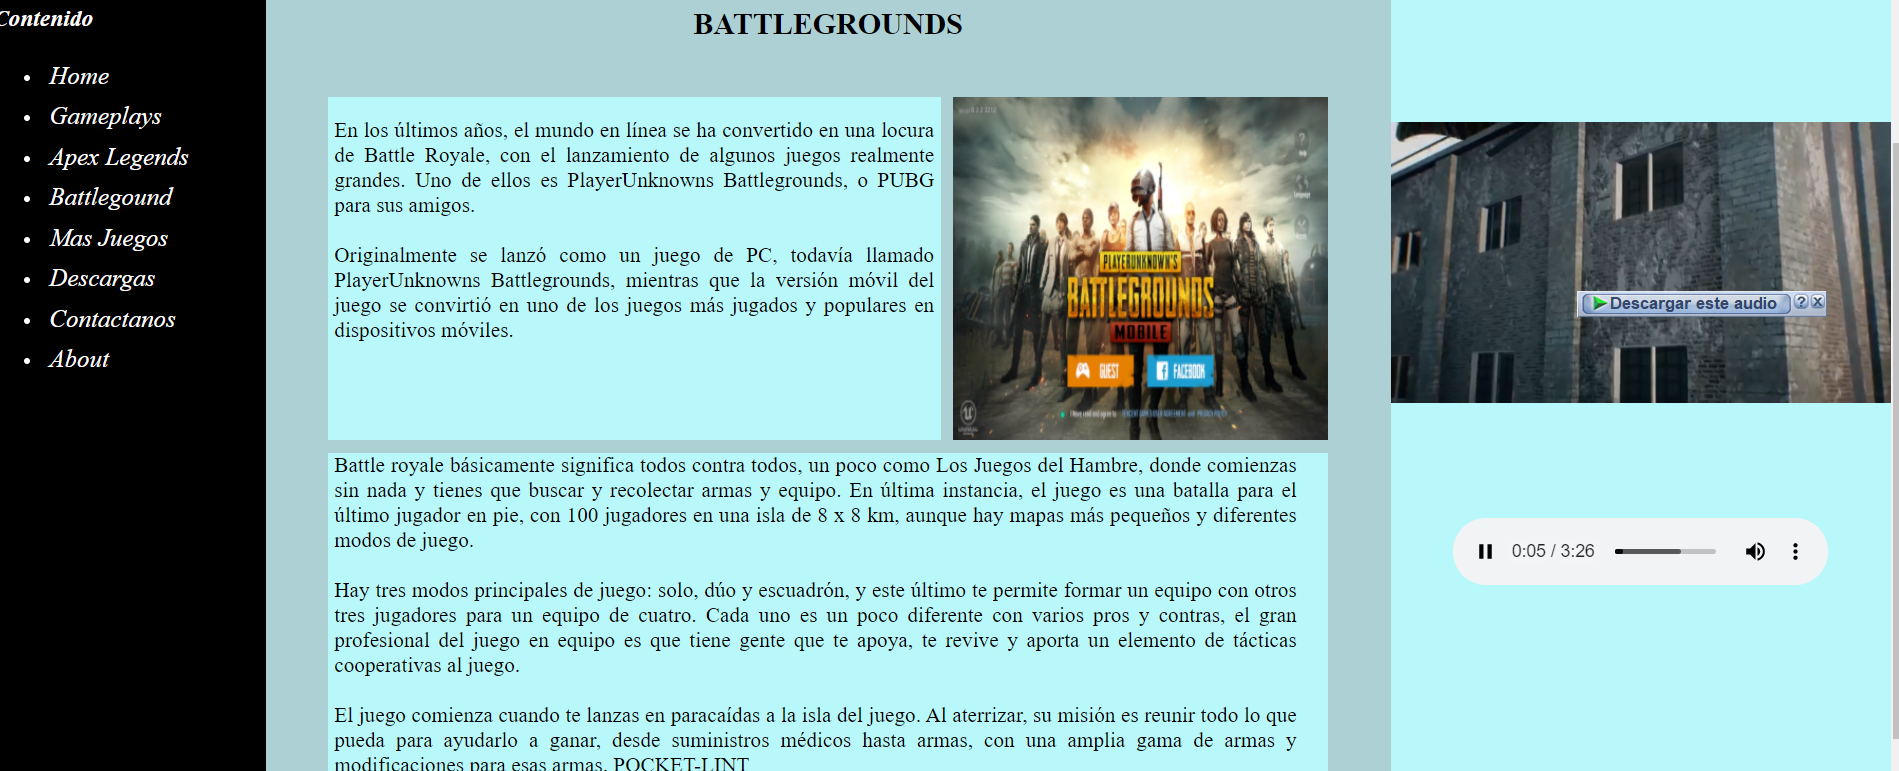 Contenido
Home
Gameplays
Apex Legends
Battlegound
Mas Juegos
Descargas
Contactanos
About
BATTLEGROUNDS
En los últimos años, el mundo en línea se ha convertido en una locura
de Battle Royale, con el lanzamiento de algunos juegos realmente
grandes. Uno de ellos es PlayerUnknowns Battlegrounds, o PUBG
para sus amigos.
Originalmente se lanzó como un juego de PC, todavía llamado
PlayerUnknowns Battlegrounds, mientras que la versión móvil del
juego se convirtió en uno de los juegos más jugados y populares en
dispositivos móviles.
PLAYERUNKNOWN'S
BATTLEGROUNDS
MOBILE
GUEST
FACEBOOK
I have read and agree to TENCENT GAMES USER AGREEMENT and PRIVACY POLICY
Battle royale básicamente significa todos contra todos, un poco como Los Juegos del Hambre, donde comienzas
sin nada y tienes que buscar y recolectar armas y equipo. En última instancia, el juego es una batalla para el
último jugador en pie, con 100 jugadores en una isla de 8 x 8 km, aunque hay mapas más pequeños y diferentes
modos de juego.
Hay tres modos principales de juego: solo, dúo y escuadrón, y este último te permite formar un equipo con otros
tres jugadores para un equipo de cuatro. Cada uno es un poco diferente con varios pros y contras, el gran
profesional del juego en equipo es que tiene gente que te apoya, te revive y aporta un elemento de tácticas
cooperativas al juego.
El juego comienza cuando te lanzas en paracaídas a la isla del juego. Al aterrizar, su misión es reunir todo lo que
pueda para ayudarlo a ganar, desde suministros médicos hasta armas, con una amplia gama de armas y
modificaciones para esas armas. POCKET-LINT
Descargar este audio
0:05 / 3:26